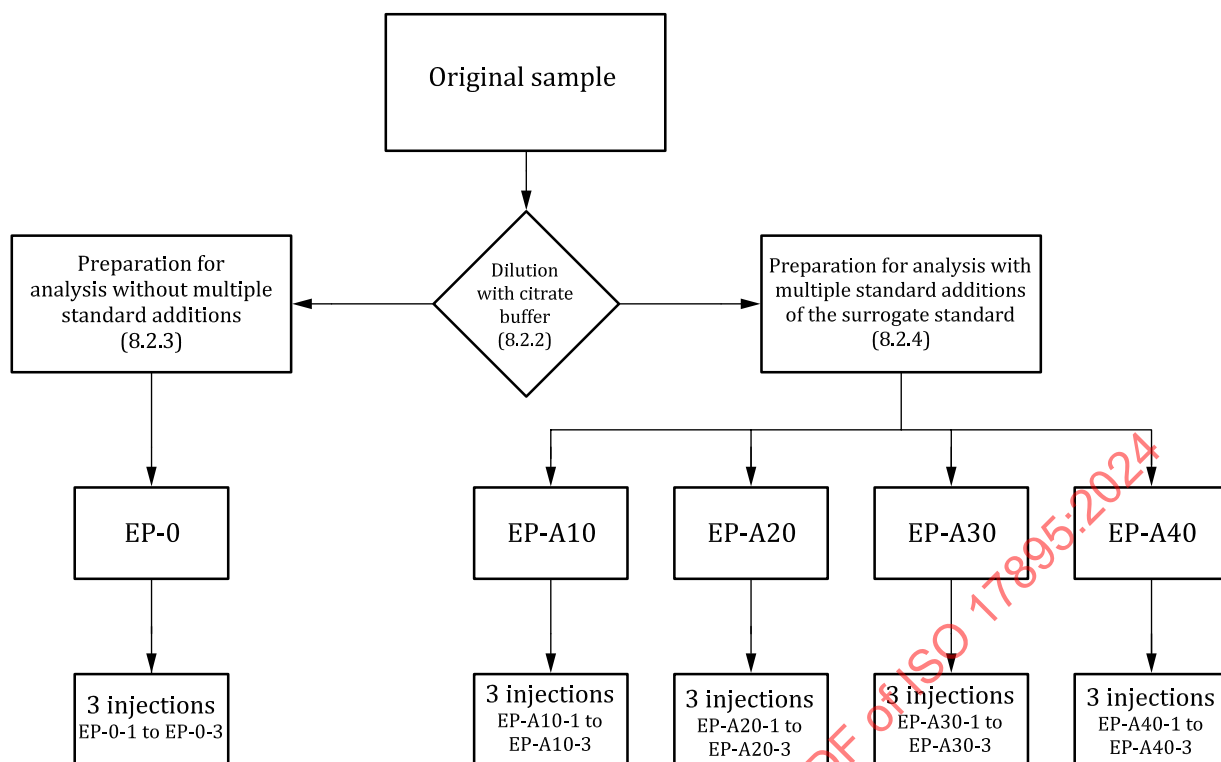 Original sample
Preparation for
analysis without multiple
standard additions
(8.2.3)
Dilution
with citrate
buffer
(8.2.2)
Preparation for analysis with
multiple standard additions
of the surrogate standard
(8.2.4)
EP-0
EP-A10
EP-A20
EP-A30
EP-A40
3 injections
EP-0-1 to EP-0-3
3 injections
EP-A10-1 to
EP-A10-3
3 injections
EP-A20-1 to
EP-A20-3
3 injections
EP-A30-1 to
EP-A30-3
3 injections
EP-A40-1 to
EP-A40-3
of ISO 17895:2024